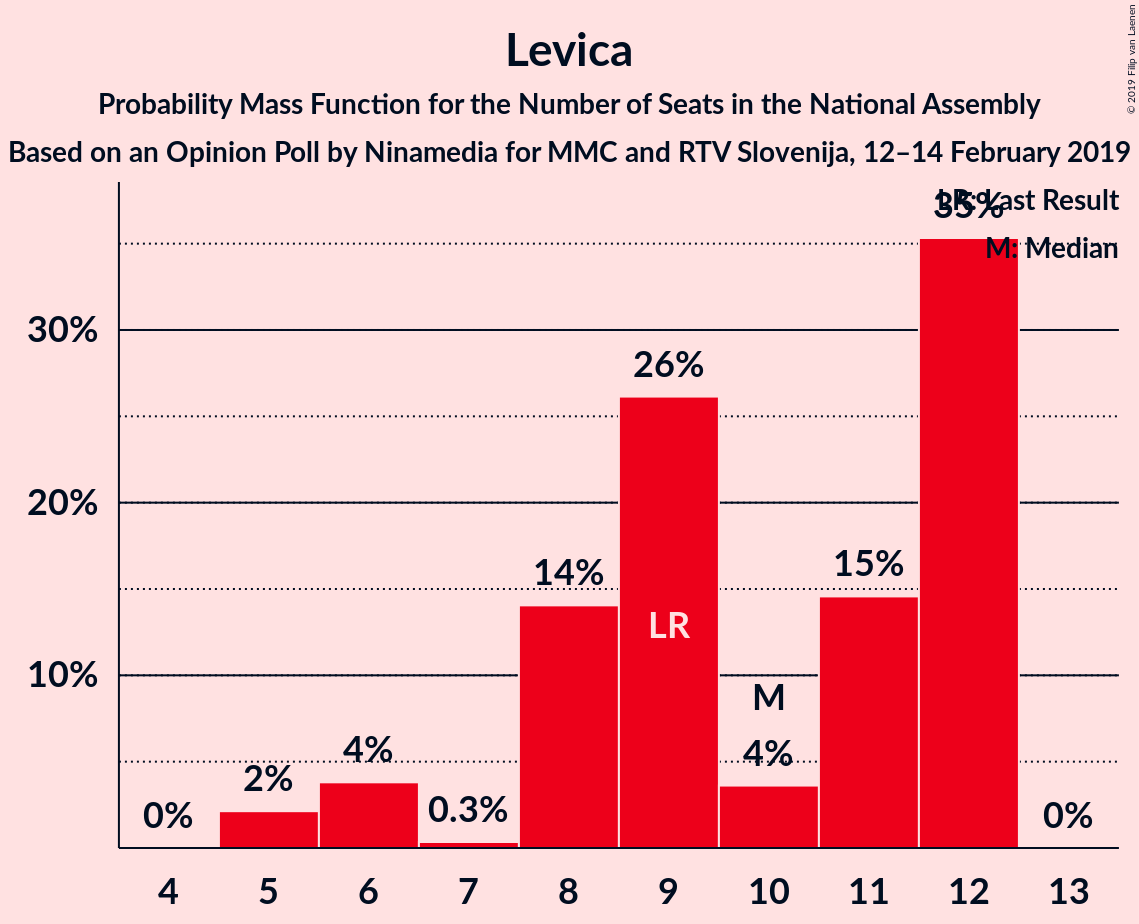 Levica
Probability Mass Function for the Number of Seats in the National Assembly
Based on an Opinion Poll by Ninamedia for MMC and RTV Slovenija, 12–14 February 2019
© 2019 Filip van Laenen
LR: Last Result
M: Median
35%
30%
26%
20%
15%
14%
LR
10%
M
4%
4%
2%
0.3%
0%
0%
4 5 6 7 8 9 10 11 12 13